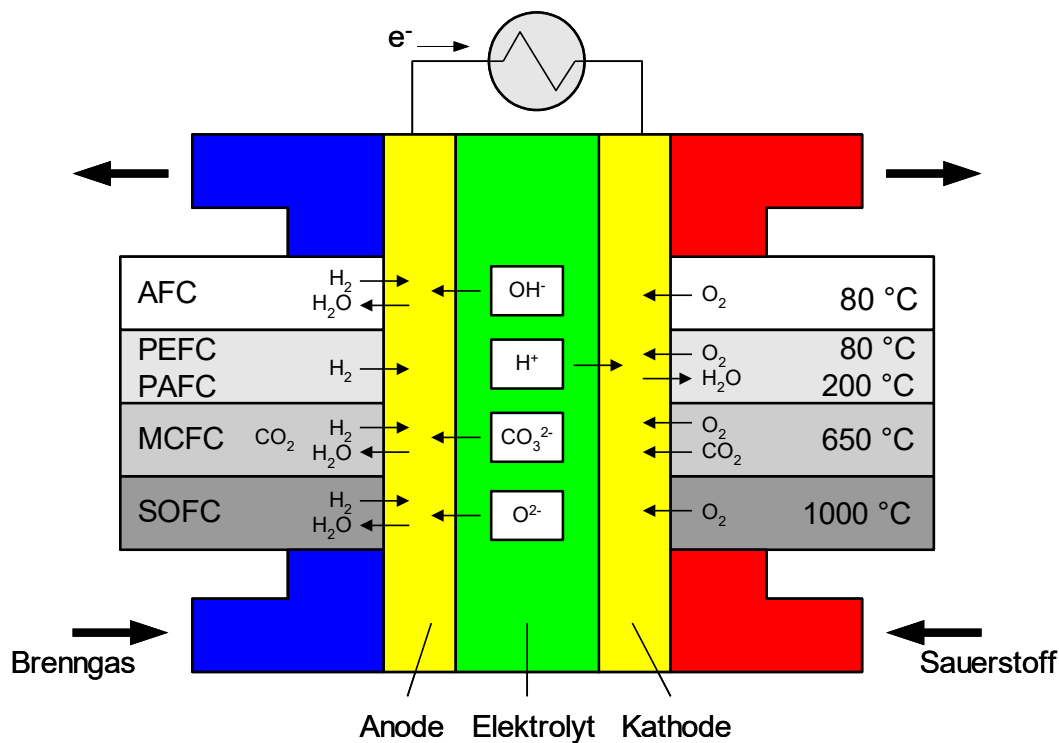 e⁻
AFC H₂ OH⁻ O₂ 80 °C
H₂O
PEFC H₂ H⁺ O₂ 80 °C
PAFC H₂O 200 °C
MCFC CO₂ H₂ CO₃²⁻ O₂ 650 °C
H₂O CO₂
SOFC H₂ O²⁻ O₂ 1000 °C
H₂O
Brenngas Sauerstoff
Anode Elektrolyt Kathode